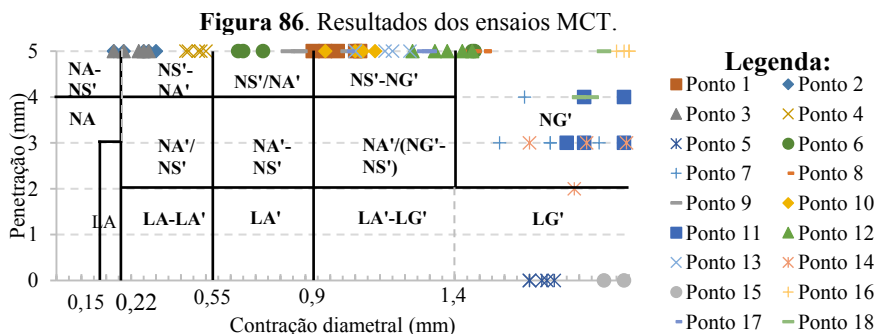 Figura 86. Resultados dos ensaios MCT.
Penetração (mm)
5
4
3
2
1
0
NA-
NS'
NS'-
NA'
NS'/NA'
NS'-NG'
NA
NG'
NA'/
NS'
NA'-
NS'
NA'/(NG'-
NS')
LA
LA-LA'
LA'
LA'-LG'
LG'
0,15
0,22
0,55
0,9
1,4
Contração diametral (mm)
Legenda:
Ponto 1
Ponto 2
Ponto 3
Ponto 4
Ponto 5
Ponto 6
Ponto 7
Ponto 8
Ponto 9
Ponto 10
Ponto 11
Ponto 12
Ponto 13
Ponto 14
Ponto 15
Ponto 16
Ponto 17
Ponto 18